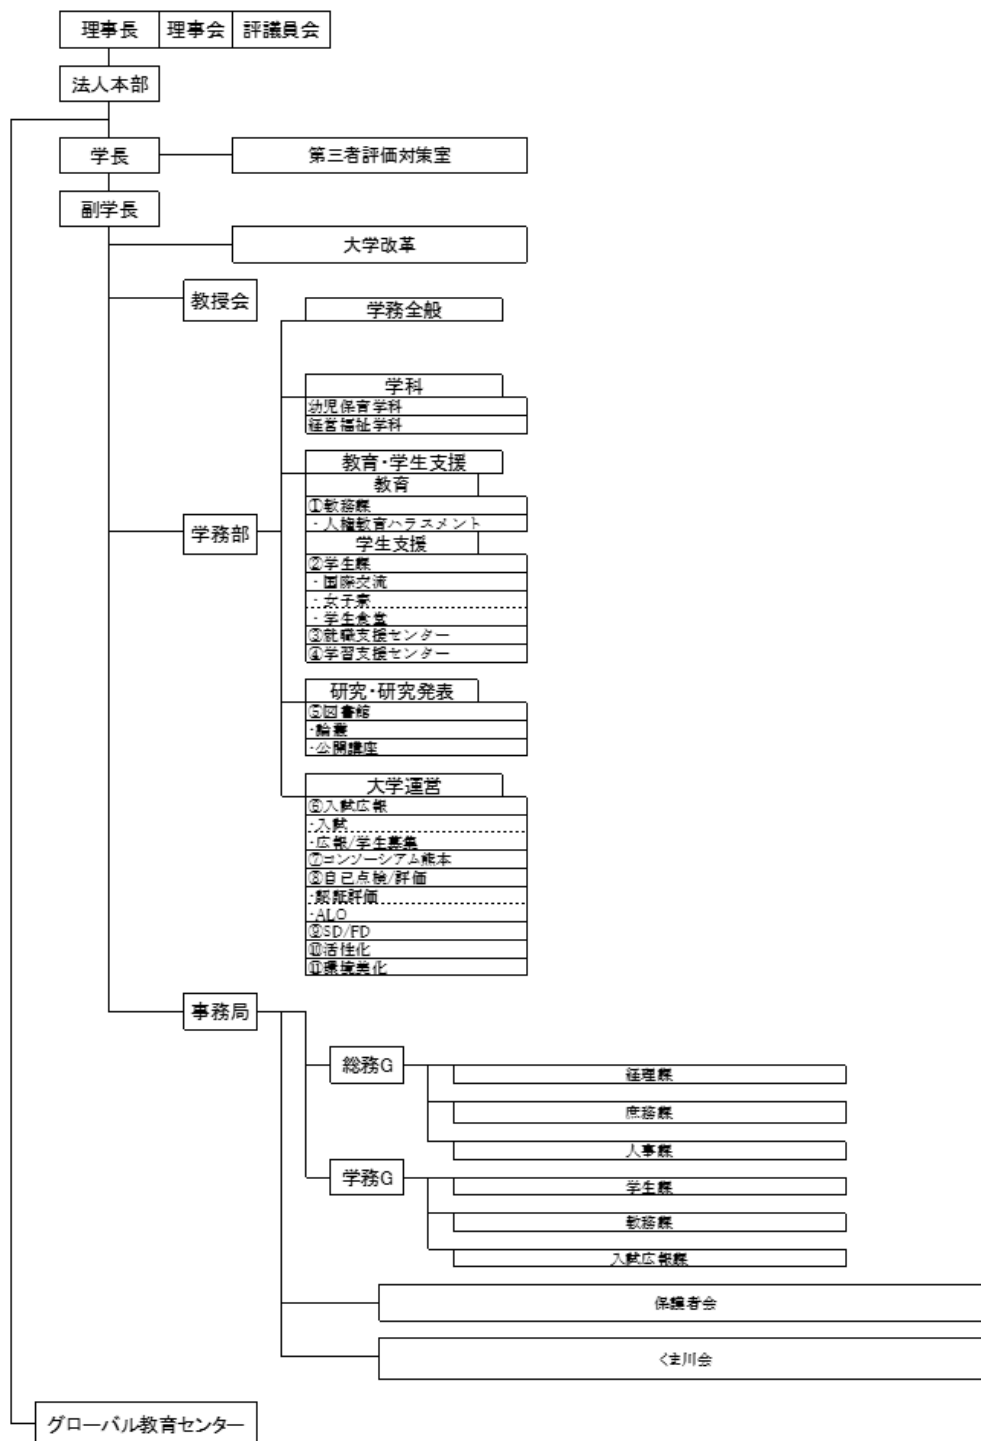 理事長 理事会 評議員会
法人本部
学長
第三者評価対策室
副学長
大学改革
教授会
学務全般
学科
幼児保育学科
経営福祉学科
教育・学生支援
教育
①教務課
・人権教育ハラスメント
学務部
学生支援
②学生課
・国際交流
・女子寮
・学生食堂
③就職支援センター
④学習支援センター
研究・研究発表
⑤図書館
・論叢
・公開講座
大学運営
⑥入試広報
・入試
・広報/学生募集
⑦コンソーシアム熊本
⑧自己点検/評価
・認証評価
・ALO
⑨SD/FD
⑩活性化
⑪環境美化
事務局
総務G
経理課
庶務課
人事課
学務G
学生課
教務課
入試広報課
保護者会
くま川会
グローバル教育センター